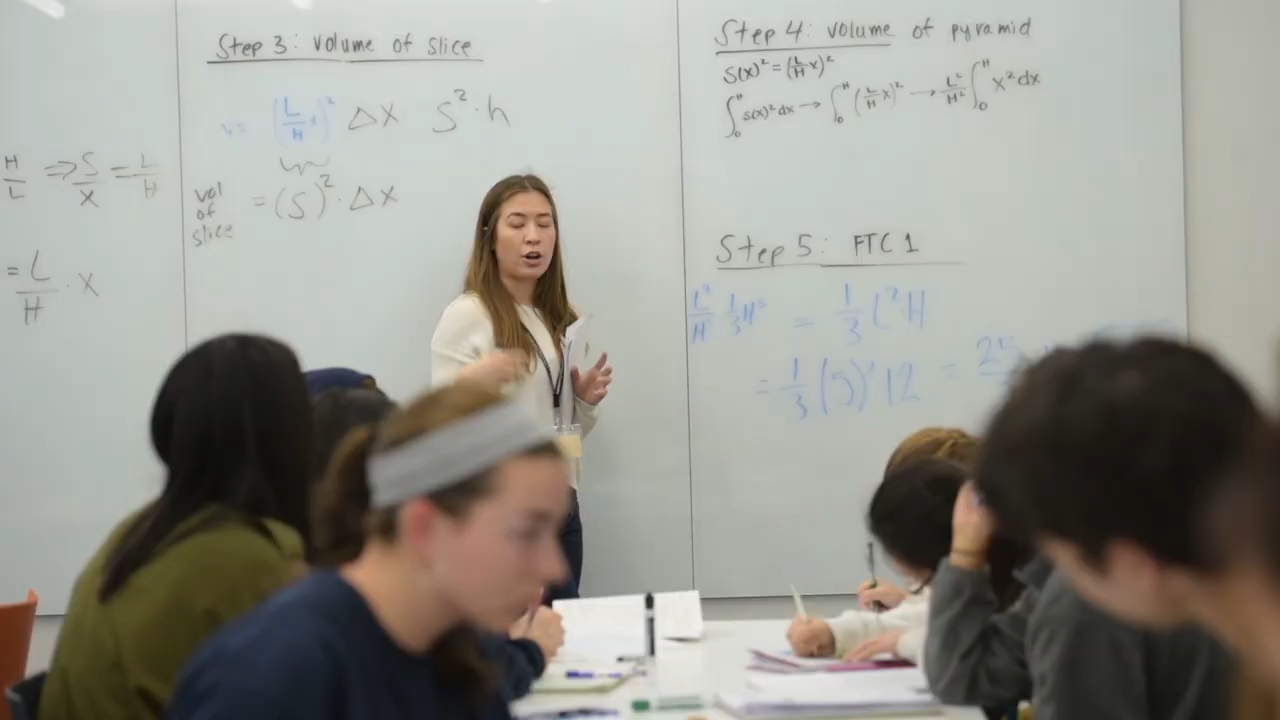 H/L ⇒ S/X = L/H
= L/H · X
Step 3: volume of slice
V= (L/H x)² ΔX S²·h
vol of slice = (S)² · ΔX
Step 4: volume of pyramid
S(x)² = (L/H x)²
∫₀ᴴ s(x)² dx → ∫₀ᴴ (L/H x)² → L²/H² ∫₀ᴴ X² dx
Step 5: FTC 1
L²/H² 1/3 H³ = 1/3 L² H
= 1/3 (5)² 12 = 25